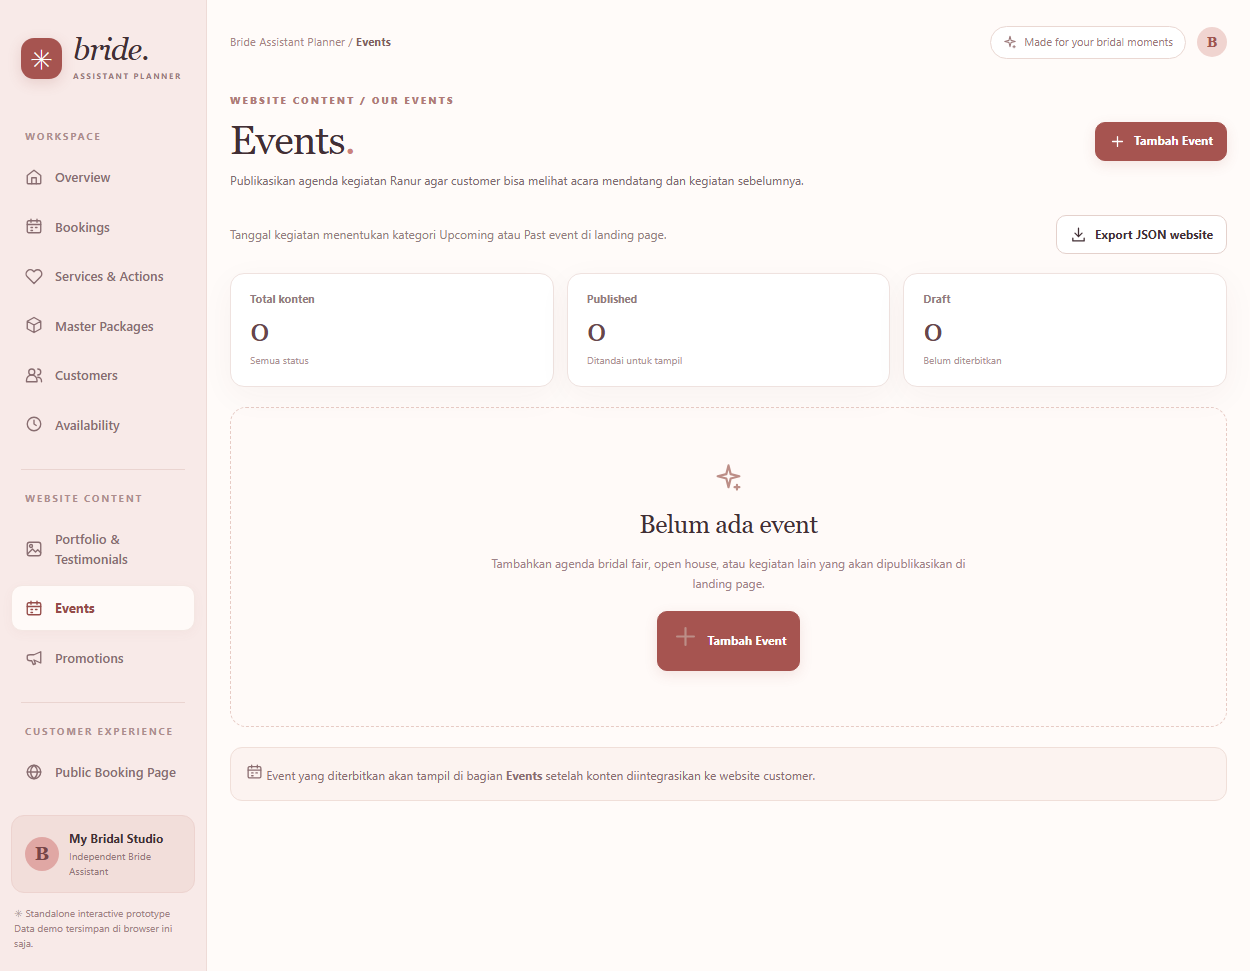 bride.
ASSISTANT PLANNER
WORKSPACE
Overview
Bookings
Services & Actions
Master Packages
Customers
Availability
WEBSITE CONTENT
Portfolio &
Testimonials
Events
Promotions
CUSTOMER EXPERIENCE
Public Booking Page
B
My Bridal Studio
Independent Bride
Assistant
✳ Standalone interactive prototype
Data demo tersimpan di browser ini
saja.
Bride Assistant Planner / Events
Made for your bridal moments
B
WEBSITE CONTENT / OUR EVENTS
Events.
Tambah Event
Publikasikan agenda kegiatan Ranur agar customer bisa melihat acara mendatang dan kegiatan sebelumnya.
Tanggal kegiatan menentukan kategori Upcoming atau Past event di landing page.
Export JSON website
Total konten
0
Semua status
Published
0
Ditandai untuk tampil
Draft
0
Belum diterbitkan
Belum ada event
Tambahkan agenda bridal fair, open house, atau kegiatan lain yang akan dipublikasikan di
landing page.
Tambah Event
Event yang diterbitkan akan tampil di bagian Events setelah konten diintegrasikan ke website customer.